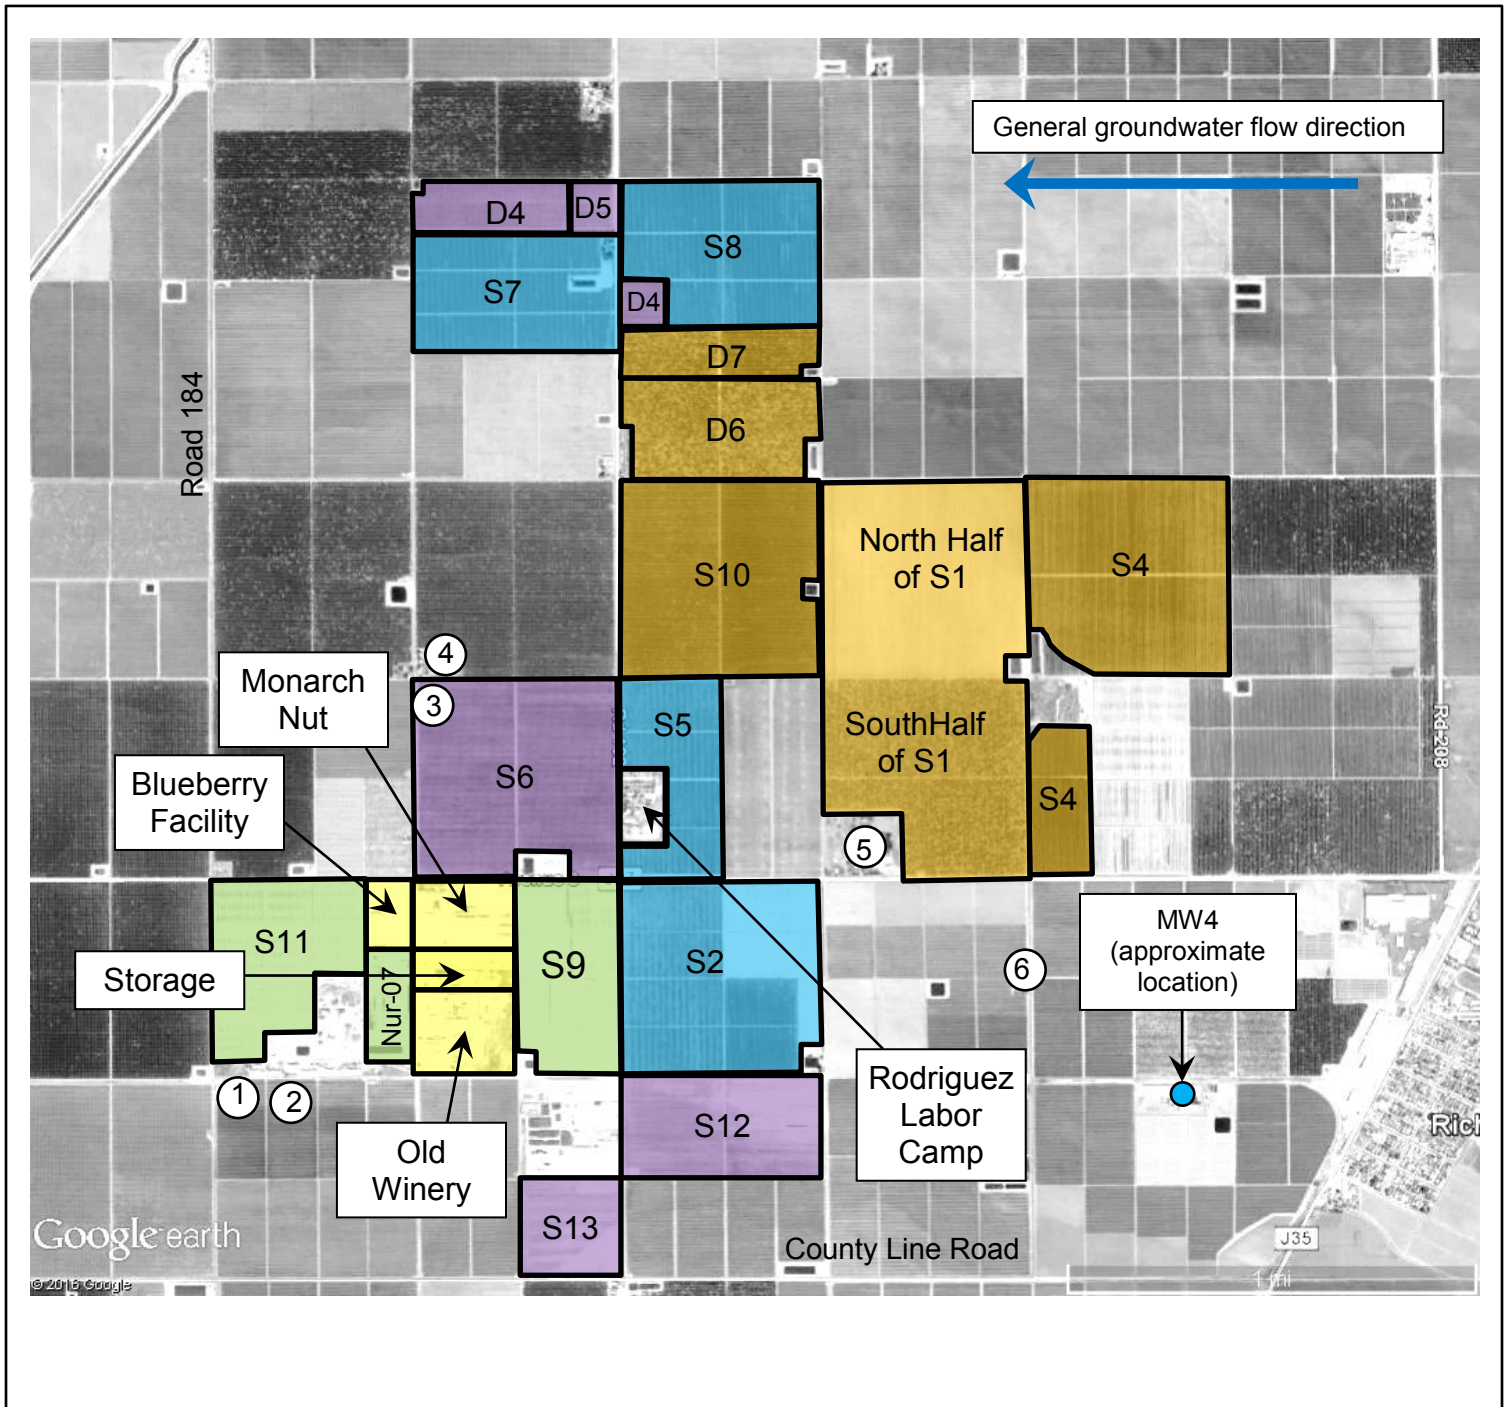 General groundwater flow direction
D4
D5
S8
S7
D4
D7
Road 184
D6
North Half
of S1
S4
S10
4
Monarch
Nut
3
S5
SouthHalf
of S1
Rd 208
Blueberry
Facility
S6
S4
5
MW4
(approximate
location)
S11
S9
S2
Storage
6
Nur-07
Rodriguez
Labor
Camp
1
2
S12
Old
Winery
Rich
S13
Google earth
County Line Road
J35
1 mi
© 2016 Google